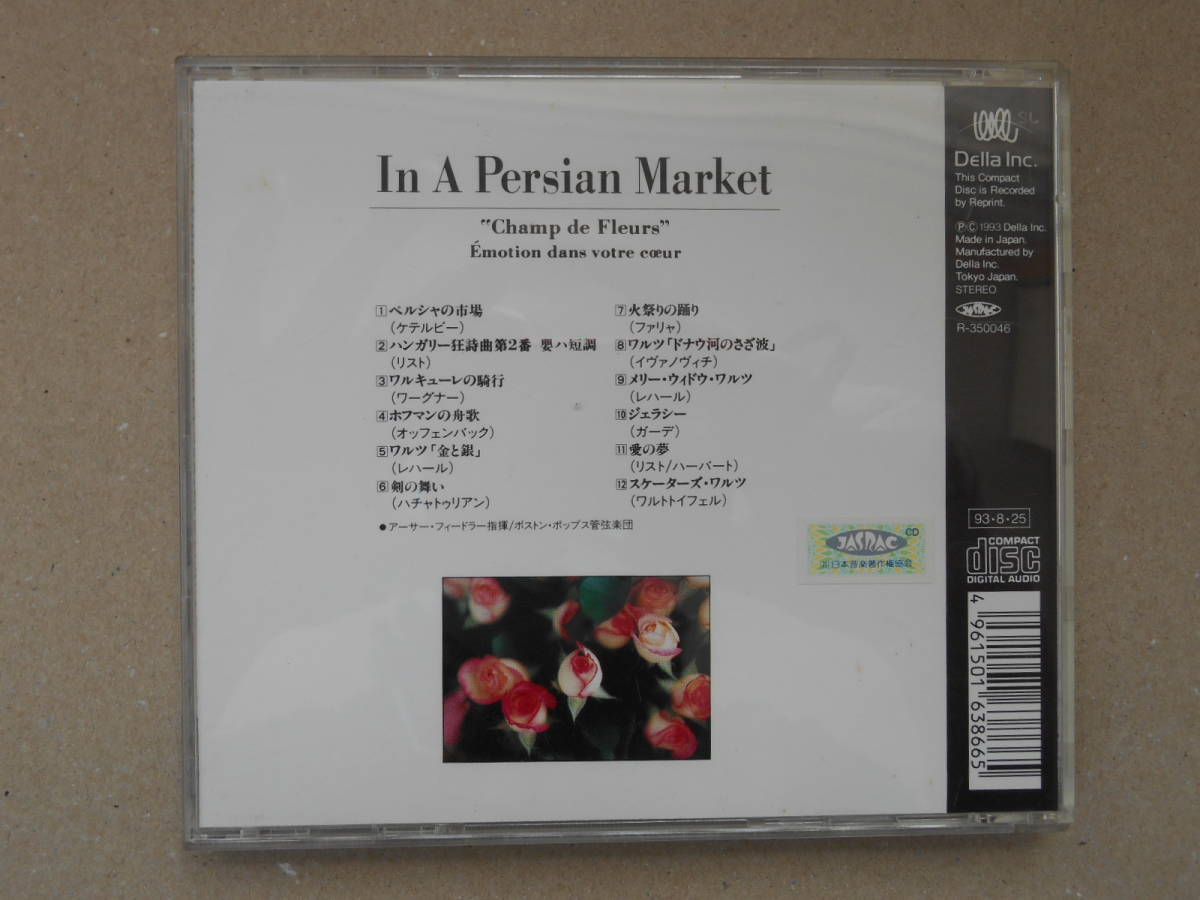 In A Persian Market
"Champ de Fleurs"
Émotion dans votre cœur
1 ペルシャの市場
(ケテルビー)
2 ハンガリー狂詩曲第2番 嬰ハ短調
(リスト)
3 ワルキューレの騎行
(ワーグナー)
4 ホフマンの舟歌
(オッフェンバック)
5 ワルツ「金と銀」
(レハール)
6 剣の舞い
(ハチャトゥリアン)
7 火祭りの踊り
(ファリャ)
8 ワルツ「ドナウ河のさざ波」
(イヴァノヴィチ)
9 メリー・ウィドウ・ワルツ
(レハール)
10 ジェラシー
(ガーデ)
11 愛の夢
(リスト/ハーバート)
12 スケーターズ・ワルツ
(ワルトトイフェル)
●アーサー・フィードラー指揮/ボストン・ポップス管弦楽団
JASRAC
CD
日本音楽著作権協会
Della Inc.
This Compact
Disc is Recorded
by Reprint.
ⓅⒸ1993 Della Inc.
Made in Japan.
Manufactured by
Della Inc.
Tokyo Japan.
STEREO
JASRAC
R-350046
93・8・25
COMPACT
disc
DIGITAL AUDIO
4 961501 638665